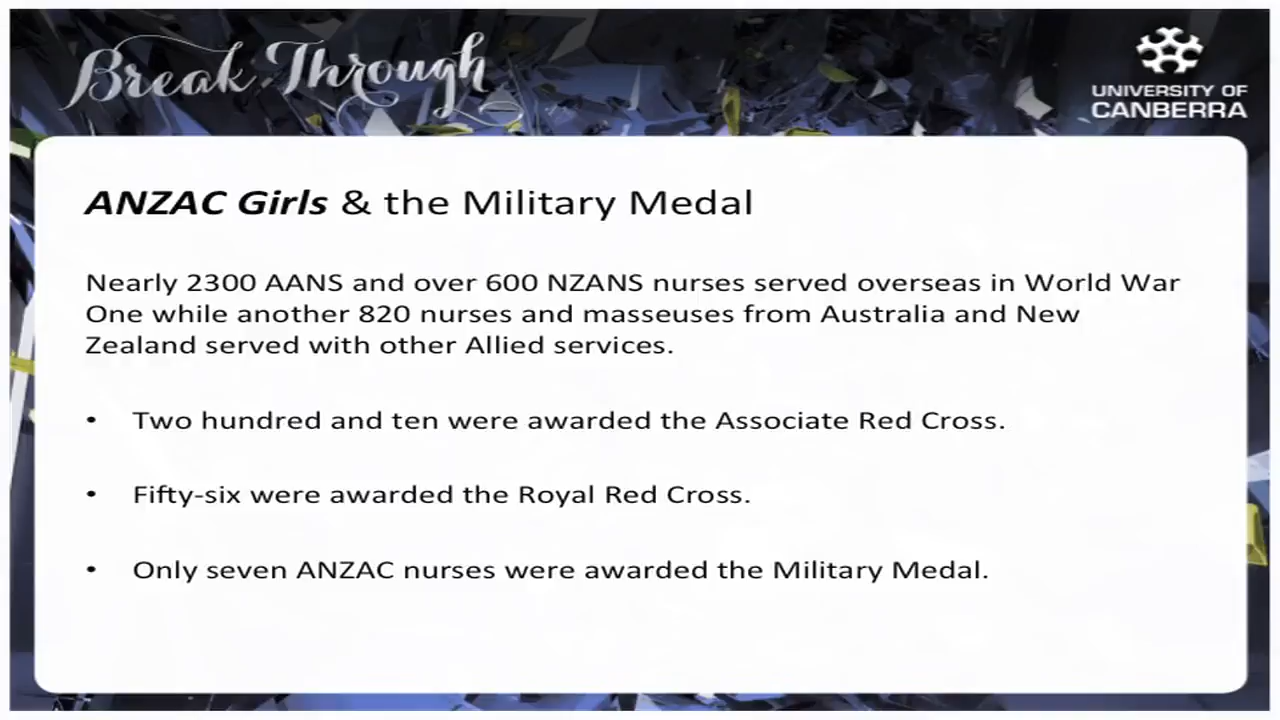 Break Through
UNIVERSITY OF
CANBERRA
ANZAC Girls & the Military Medal
Nearly 2300 AANS and over 600 NZANS nurses served overseas in World War
One while another 820 nurses and masseuses from Australia and New
Zealand served with other Allied services.
• Two hundred and ten were awarded the Associate Red Cross.
• Fifty-six were awarded the Royal Red Cross.
• Only seven ANZAC nurses were awarded the Military Medal.